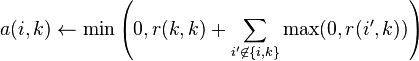 a(i,k) ← min(0, r(k,k) + ∑_{i'∉{i,k}} max(0, r(i',k)))